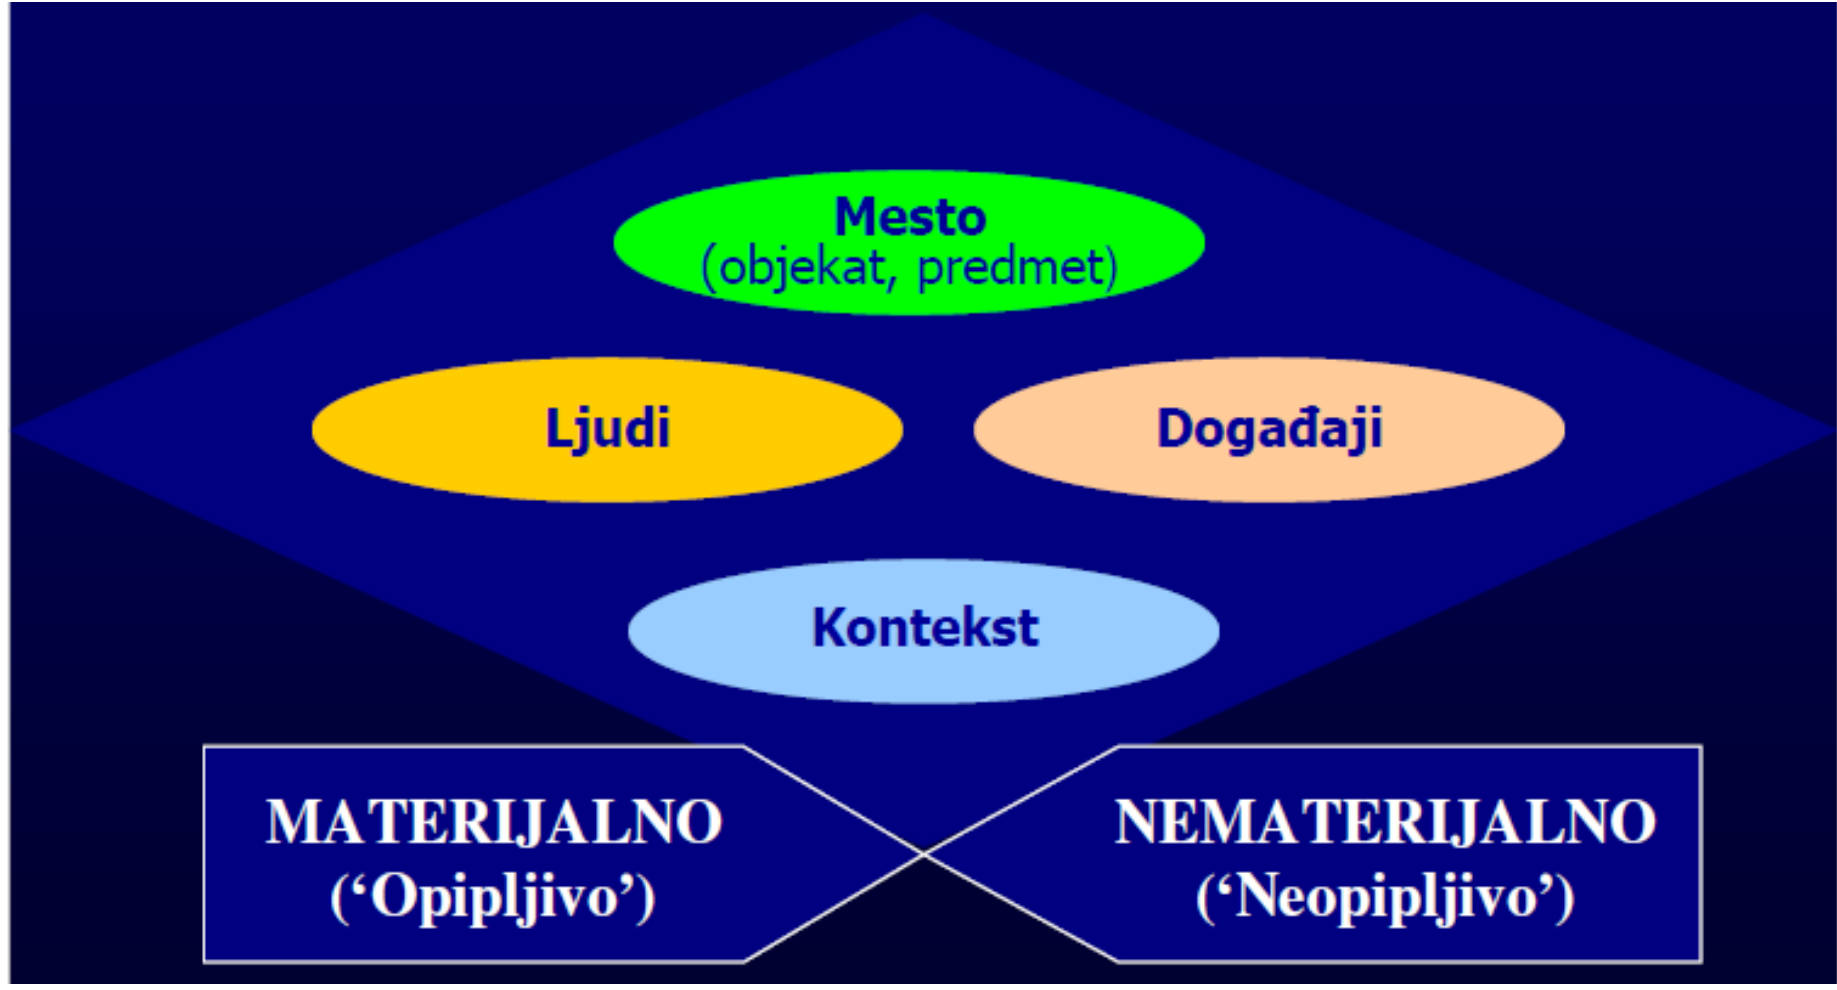 Mesto
(objekat, predmet)
Ljudi
Događaji
Kontekst
MATERIJALNO
(‘Opipljivo’)
NEMATERIJALNO
(‘Neopipljivo’)